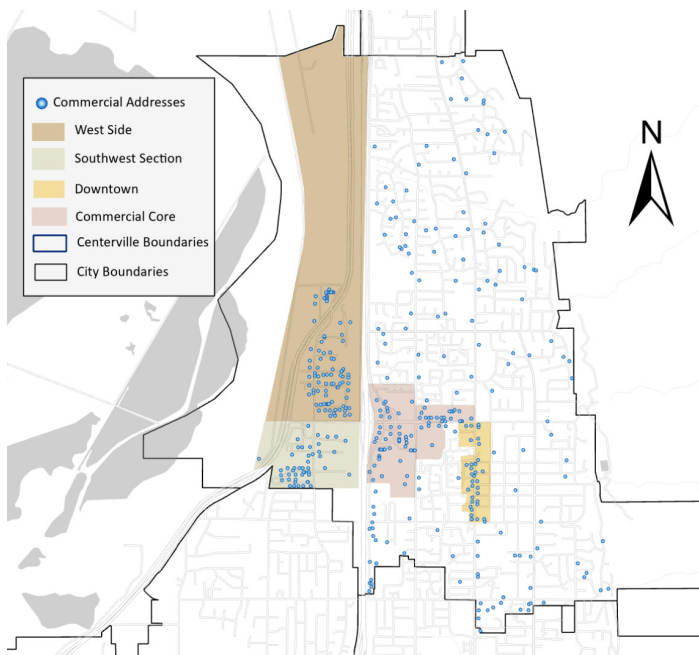 Commercial Addresses
West Side
Southwest Section
Downtown
Commercial Core
Centerville Boundaries
City Boundaries
N